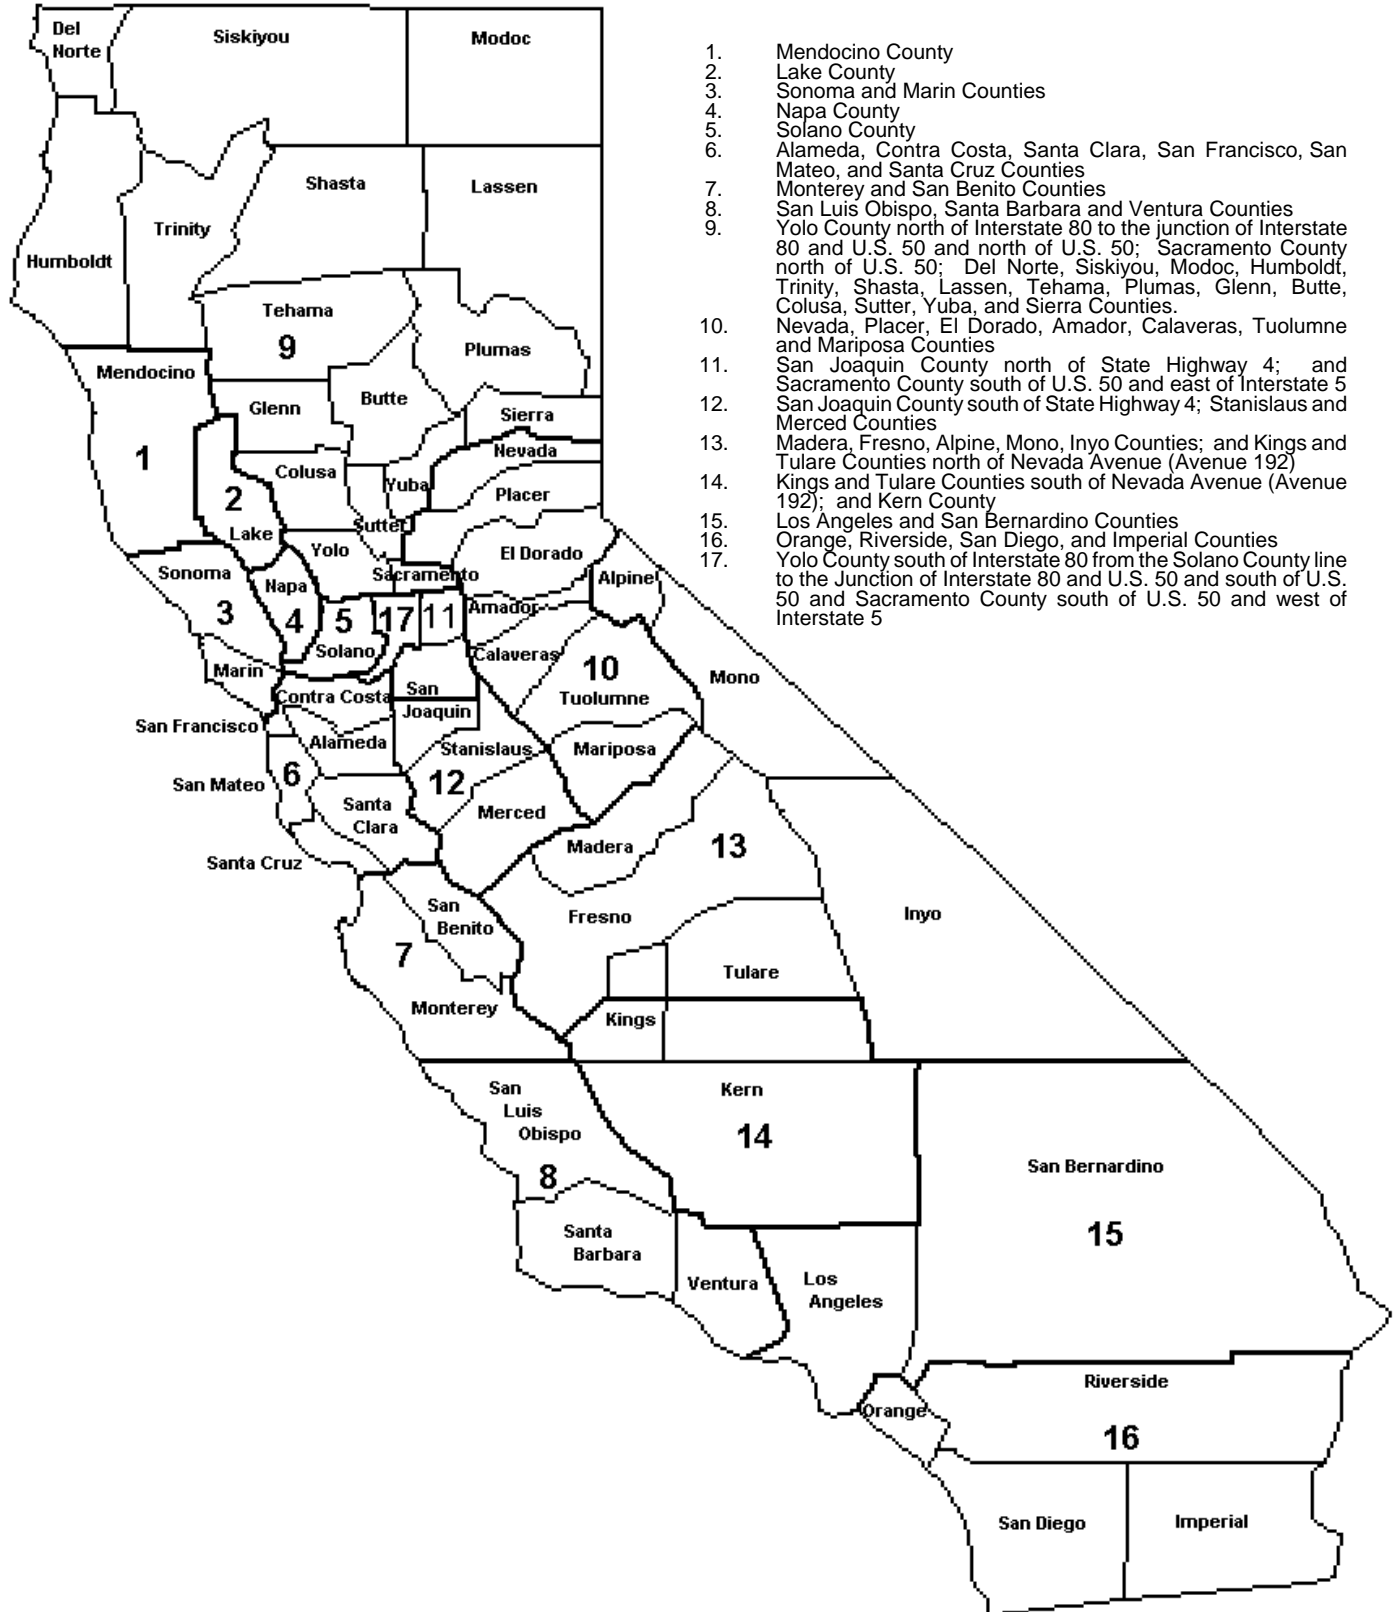 Del
Norte
Siskiyou
Modoc
Shasta
Lassen
Trinity
Humboldt
Tehama
9
Plumas
Mendocino
Butte
Glenn
Sierra
Nevada
1
Colusa
Yuba
Placer
2
Sutter
Lake
Yolo
El Dorado
Sonoma
Sacramento
Alpine
Napa
Amador
3
4
5
17
11
Solano
Calaveras
10
Marin
Mono
Contra Costa
San
Joaquin
Tuolumne
San Francisco
Alameda
Stanislaus
Mariposa
6
San Mateo
12
Santa
Clara
Merced
Madera
13
Santa Cruz
San
Benito
Fresno
Inyo
7
Tulare
Monterey
Kings
San
Luis
Obispo
Kern
14
8
San Bernardino
Santa
Barbara
15
Ventura
Los
Angeles
Riverside
Orange
16
San Diego
Imperial
1. Mendocino County
2. Lake County
3. Sonoma and Marin Counties
4. Napa County
5. Solano County
6. Alameda, Contra Costa, Santa Clara, San Francisco, San
Mateo, and Santa Cruz Counties
7. Monterey and San Benito Counties
8. San Luis Obispo, Santa Barbara and Ventura Counties
9. Yolo County north of Interstate 80 to the junction of Interstate
80 and U.S. 50 and north of U.S. 50; Sacramento County
north of U.S. 50; Del Norte, Siskiyou, Modoc, Humboldt,
Trinity, Shasta, Lassen, Tehama, Plumas, Glenn, Butte,
Colusa, Sutter, Yuba, and Sierra Counties.
10. Nevada, Placer, El Dorado, Amador, Calaveras, Tuolumne
and Mariposa Counties
11. San Joaquin County north of State Highway 4; and
Sacramento County south of U.S. 50 and east of Interstate 5
12. San Joaquin County south of State Highway 4; Stanislaus and
Merced Counties
13. Madera, Fresno, Alpine, Mono, Inyo Counties; and Kings and
Tulare Counties north of Nevada Avenue (Avenue 192)
14. Kings and Tulare Counties south of Nevada Avenue (Avenue
192); and Kern County
15. Los Angeles and San Bernardino Counties
16. Orange, Riverside, San Diego, and Imperial Counties
17. Yolo County south of Interstate 80 from the Solano County line
to the Junction of Interstate 80 and U.S. 50 and south of U.S.
50 and Sacramento County south of U.S. 50 and west of
Interstate 5